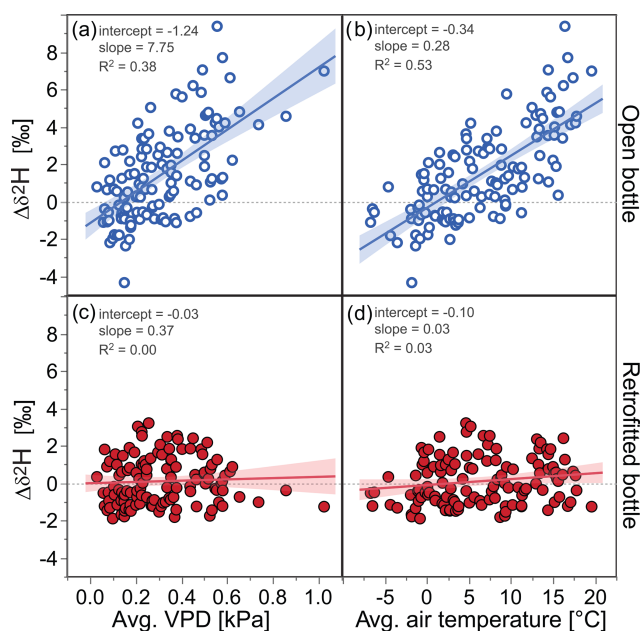 (a) intercept = -1.24
slope = 7.75
R² = 0.38
(b) intercept = -0.34
slope = 0.28
R² = 0.53
Δδ²H [‰]
8
6
4
2
0
-2
-4
Open bottle
(c) intercept = -0.03
slope = 0.37
R² = 0.00
(d) intercept = -0.10
slope = 0.03
R² = 0.03
Δδ²H [‰]
8
6
4
2
0
-2
-4
Retrofitted bottle
0.0 0.2 0.4 0.6 0.8 1.0
-5 0 5 10 15 20
Avg. VPD [kPa]
Avg. air temperature [°C]